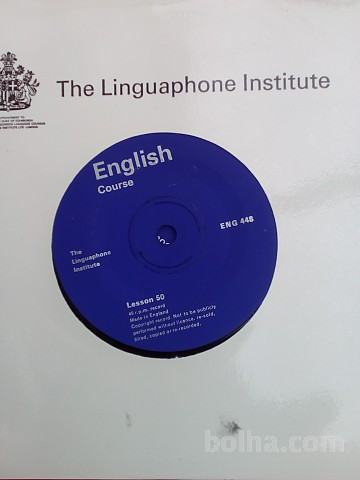 The Linguaphone Institute
English
Course
ENG 448
The
Linguaphone
Institute
Lesson 50
45 r.p.m. record
Made in England
Copyright record. Not to be publicly
performed without licence, re-sold,
hired, copied or re-recorded.
bolha.com